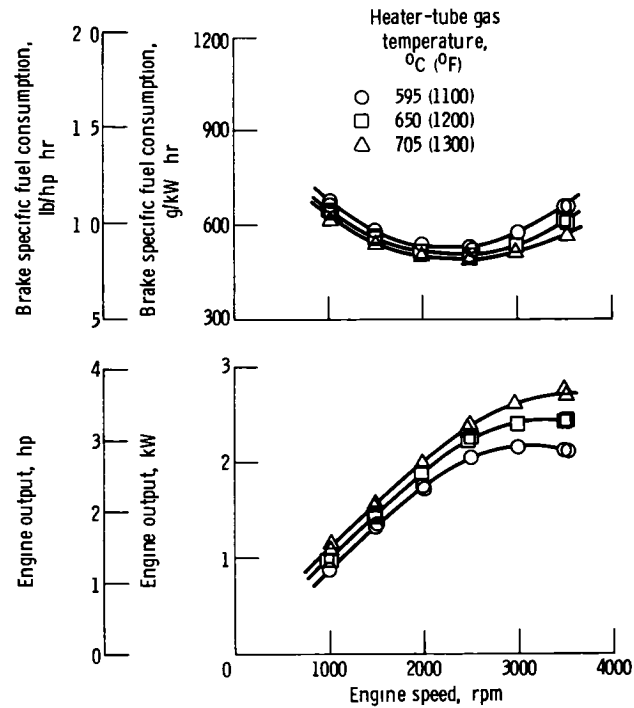 Heater-tube gas
temperature,
oC (oF)
595 (1100)
650 (1200)
705 (1300)
Brake specific fuel consumption,
lb/hp hr
2 0
1 5
1 0
5
Brake specific fuel consumption,
g/kW hr
1200
900
600
300
Engine output, hp
4
3
2
1
0
Engine output, kW
3
2
1
0
1000
2000
3000
4000
Engine speed, rpm